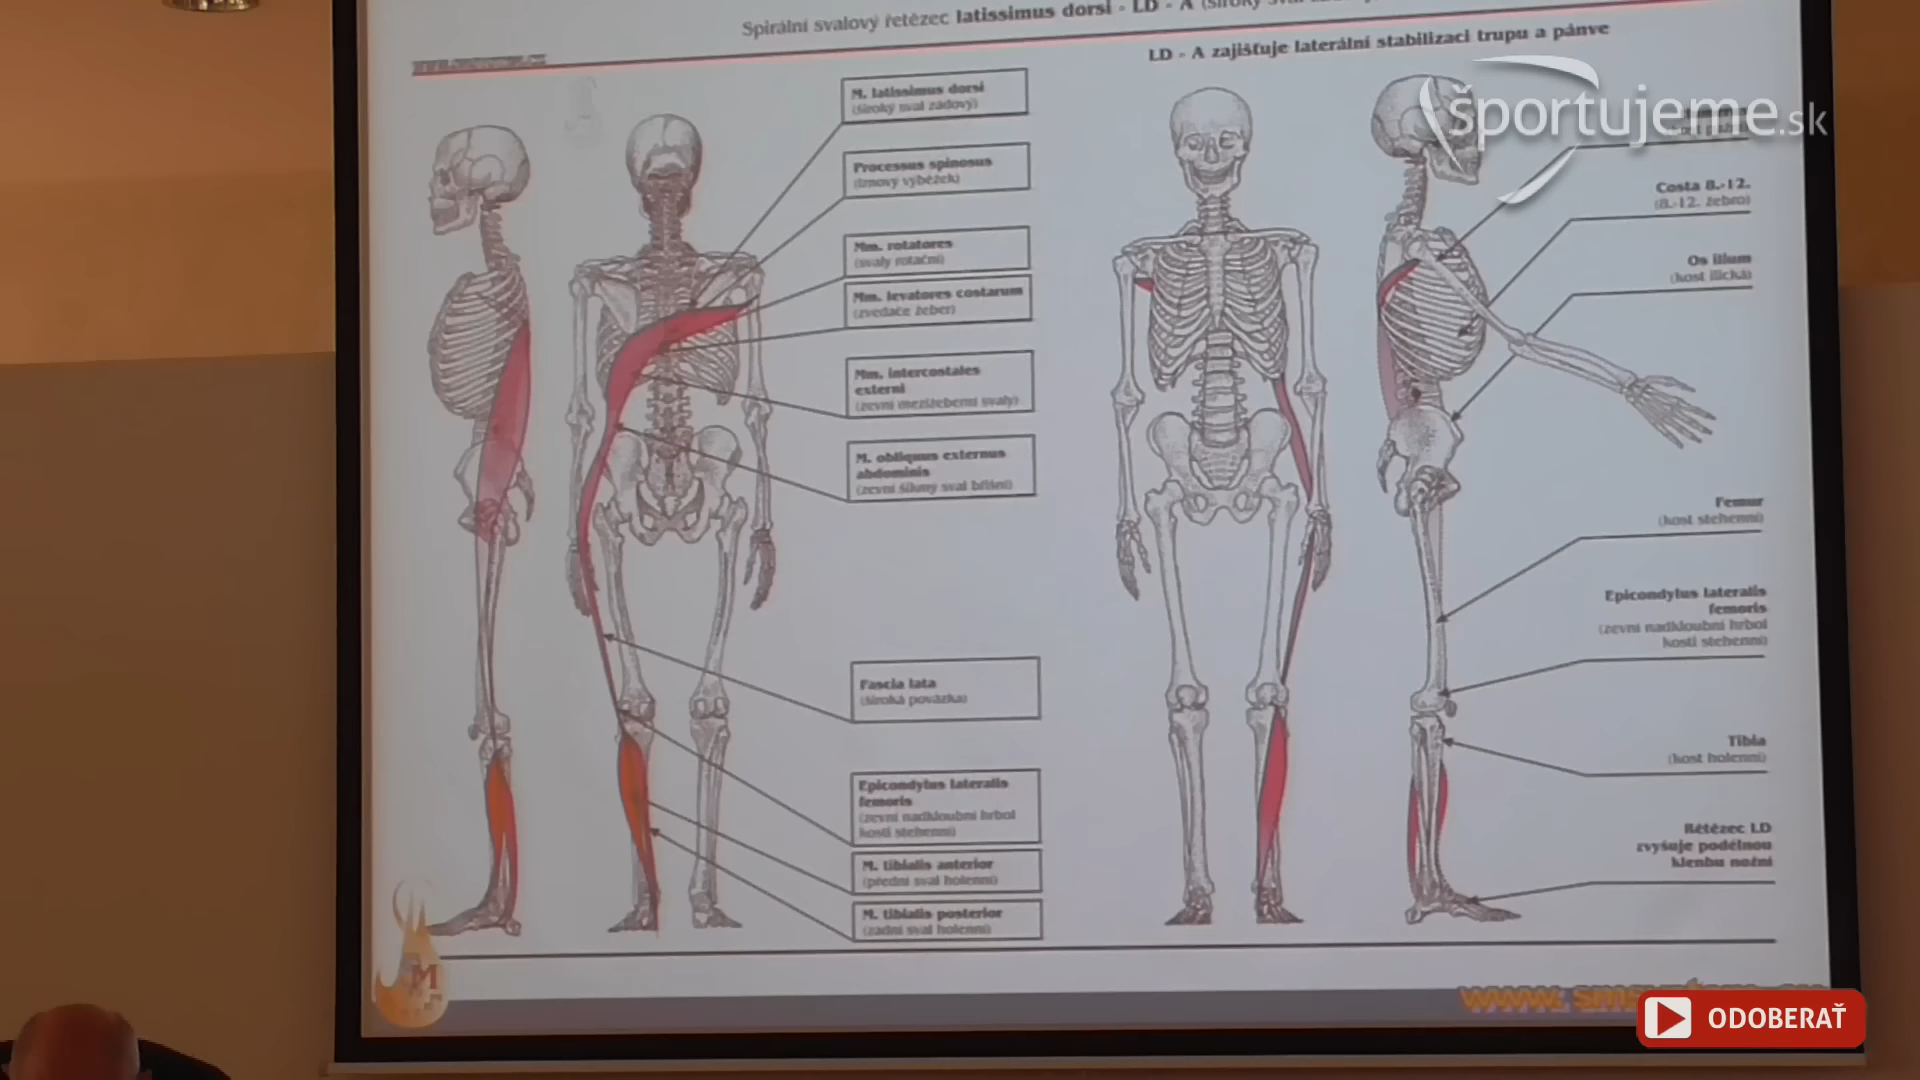 Spirální svalový řetězec latissimus dorsi - LD - A
LD - A zajišťuje laterální stabilizaci trupu a pánve
športujeme.sk
M. latissimus dorsi
(široký sval zádový)
Processus spinosus
(trnový výběžek)
Mm. rotatores
(svaly rotační)
Mm. levatores costarum
(zvedače žeber)
Mm. intercostales
externi
(zevní mezižeberní svaly)
M. obliquus externus
abdominis
(zevní šikmý sval břišní)
Fascia lata
(široká povázka)
Epicondylus lateralis
femoris
(zevní nadkloubní hrbol
kosti stehenní)
M. tibialis anterior
(přední sval holenní)
M. tibialis posterior
(zadní sval holenní)
Costa 8.-12.
(8.-12. žebro)
Os ilium
(kost ilická)
Femur
(kost stehenní)
Epicondylus lateralis
femoris
(zevní nadkloubní hrbol
kosti stehenní)
Tibia
(kost holenní)
Řetězec LD
zvyšuje podélnou
klenbu nožní
M
ODOBERAŤ